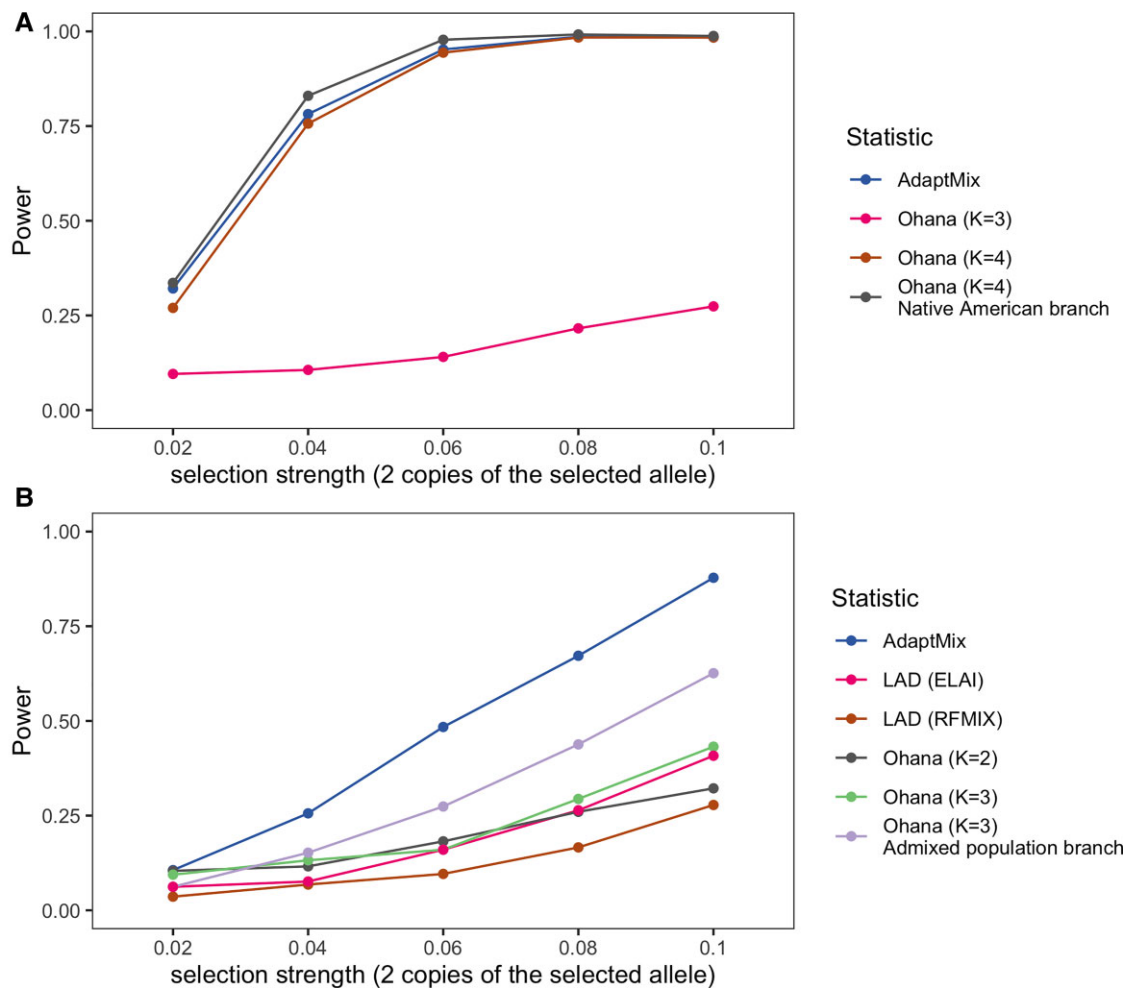 A
1.00
0.75
0.50
0.25
0.00
Power
0.02 0.04 0.06 0.08 0.1
selection strength (2 copies of the selected allele)
Statistic
AdaptMix
Ohana (K=3)
Ohana (K=4)
Ohana (K=4)
Native American branch
B
1.00
0.75
0.50
0.25
0.00
Power
0.02 0.04 0.06 0.08 0.1
selection strength (2 copies of the selected allele)
Statistic
AdaptMix
LAD (ELAI)
LAD (RFMIX)
Ohana (K=2)
Ohana (K=3)
Ohana (K=3)
Admixed population branch